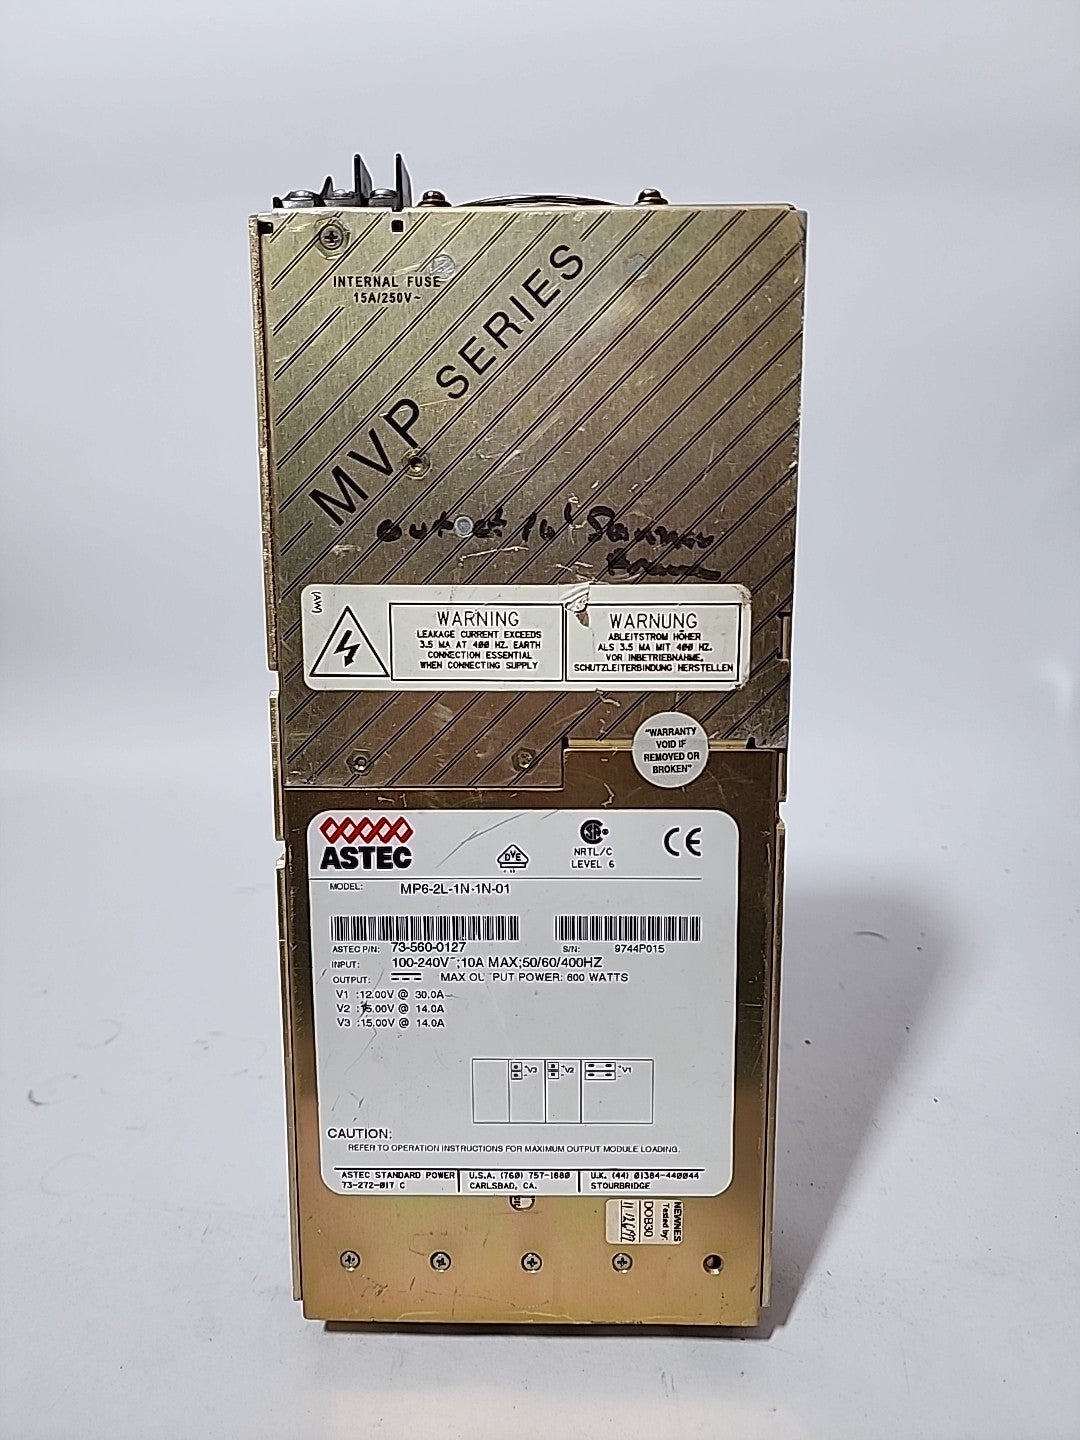 INTERNAL FUSE
15A/250V~
MVP SERIES
output
(AW)
WARNING
LEAKAGE CURRENT EXCEEDS
3.5 MA AT 400 HZ. EARTH
CONNECTION ESSENTIAL
WHEN CONNECTING SUPPLY
WARNUNG
ABLEITSTROM HÖHER
ALS 3.5 MA MIT 400 HZ.
VOR INBETRIEBNAHME,
SCHUTZLEITERBINDUNG HERSTELLEN
"WARRANTY
VOID IF
REMOVED OR
BROKEN"
ASTEC
DVE
SA®
NRTL/C
LEVEL 6
CE
MODEL: MP6-2L-1N-1N-01
ASTEC P/N: 73-560-0127
S/N: 9744P015
INPUT: 100-240V~;10A MAX;50/60/400HZ
OUTPUT: MAX OUTPUT POWER: 600 WATTS
V1 :12.00V @ 30.0A
V2 :15.00V @ 14.0A
V3 :15.00V @ 14.0A
+V3 - +V2 - +V1 -
CAUTION:
REFER TO OPERATION INSTRUCTIONS FOR MAXIMUM OUTPUT MODULE LOADING.
ASTEC STANDARD POWER
73-272-017 C
U.S.A. (760) 757-1880
CARLSBAD, CA.
U.K. (44) 01384-440044
STOURBRIDGE
NEWNES
Tested by:
DOB30